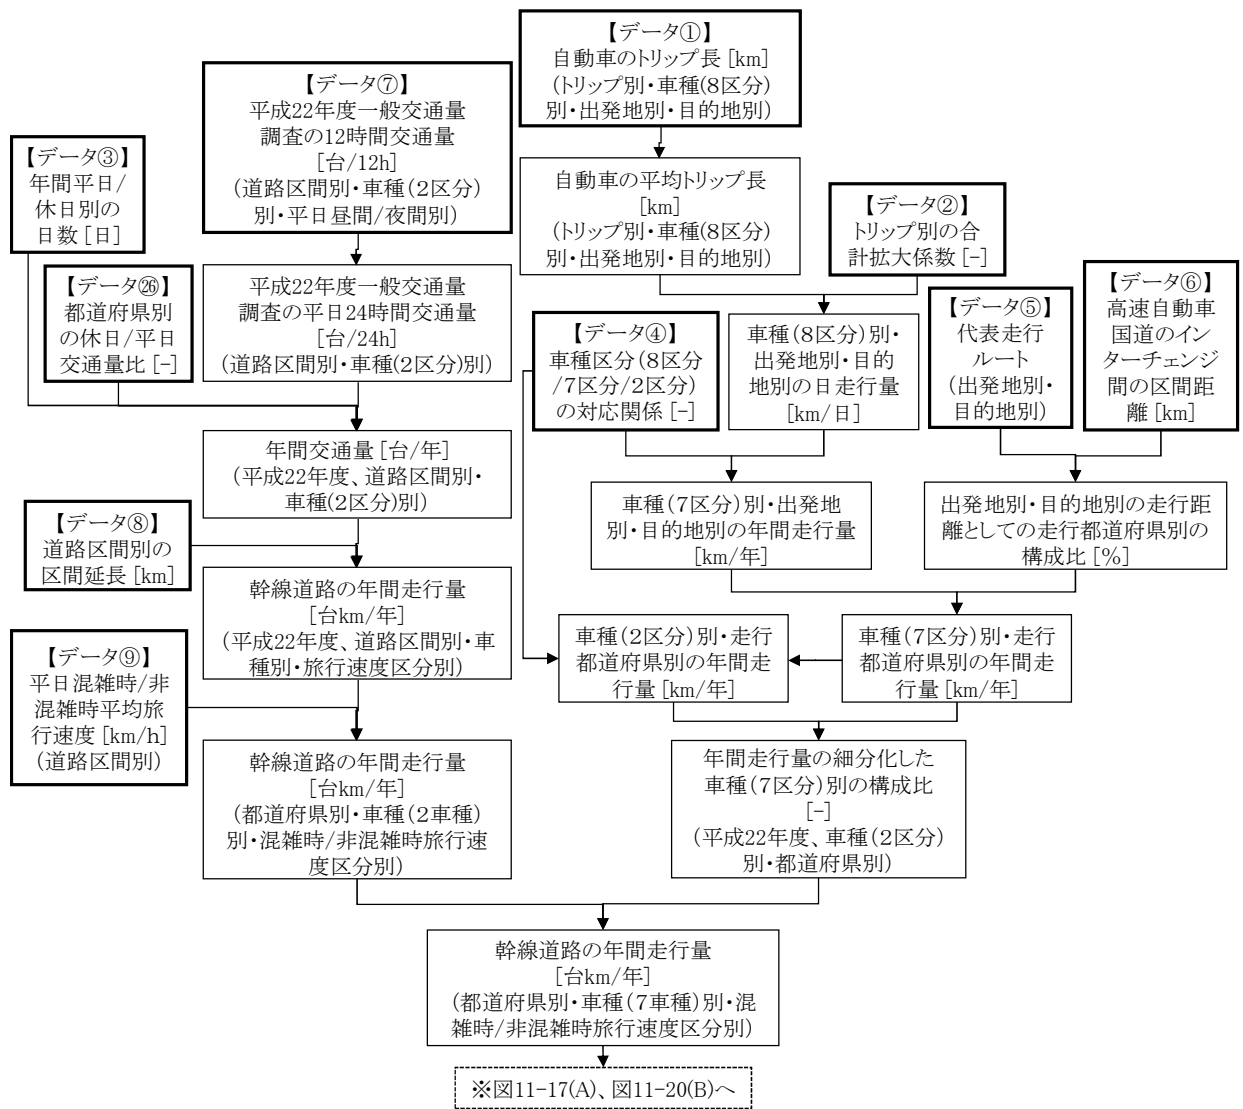 【データ①】
自動車のトリップ長[km]
(トリップ別・車種(8区分)
別・出発地別・目的地別)
【データ⑦】
平成22年度一般交通量
調査の12時間交通量
[台/12h]
(道路区間別・車種(2区分)
別・平日昼間/夜間別)
【データ③】
年間平日/
休日別の
日数[日]
自動車の平均トリップ長
[km]
(トリップ別・車種(8区分)
別・出発地別・目的地別)
【データ②】
トリップ別の合
計拡大係数[-]
【データ㉖】
都道府県別
の休日/平日
交通量比[-]
平成22年度一般交通量
調査の平日24時間交通量
[台/24h]
(道路区間別・車種(2区分)別)
【データ④】
車種区分(8区分
/7区分/2区分)
の対応関係[-]
車種(8区分)別・
出発地別・目的
地別の日走行量
[km/日]
【データ⑤】
代表走行
ルート
(出発地別・
目的地別)
【データ⑥】
高速自動車
国道のイン
ターチェンジ
間の区間距
離[km]
年間交通量[台/年]
(平成22年度、道路区間別・
車種(2区分)別)
車種(7区分)別・出発地
別・目的地別の年間走行量
[km/年]
出発地別・目的地別の走行距
離としての走行都道府県別の
構成比[%]
【データ⑧】
道路区間別の
区間延長[km]
幹線道路の年間走行量
[台km/年]
(平成22年度、道路区間別・車
種別・旅行速度区分別)
車種(2区分)別・走行
都道府県別の年間走
行量[km/年]
車種(7区分)別・走行
都道府県別の年間走
行量[km/年]
【データ⑨】
平日混雑時/非
混雑時平均旅
行速度[km/h]
(道路区間別)
幹線道路の年間走行量
[台km/年]
(都道府県別・車種(2車種)
別・混雑時/非混雑時旅行速
度区分別)
年間走行量の細分化した
車種(7区分)別の構成比
[-]
(平成22年度、車種(2区分)
別・都道府県別)
幹線道路の年間走行量
[台km/年]
(都道府県別・車種(7車種)別・混
雑時/非混雑時旅行速度区分別)
※図11-17(A)、図11-20(B)へ